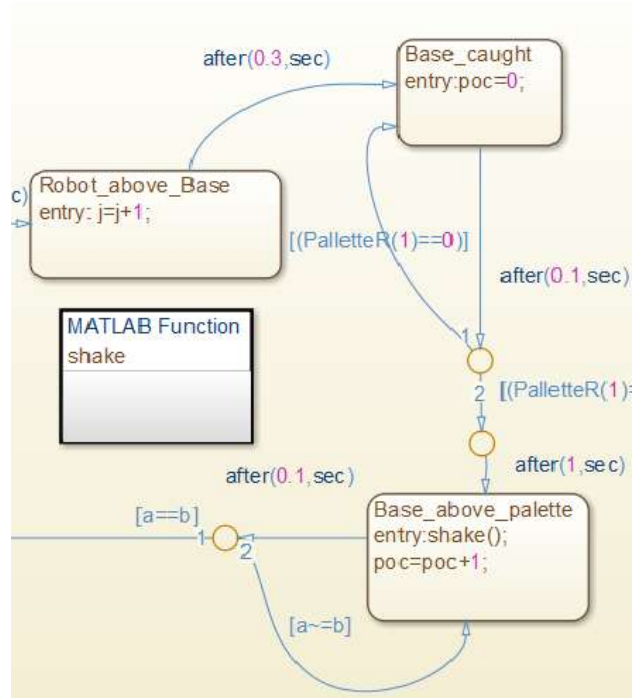 after(0.3,sec)
Base_caught
entry:poc=0;
Robot_above_Base
entry: j=j+1;
c)
[(PalletteR(1)==0)]
after(0.1,sec)
MATLAB Function
shake
1
2
[(PalletteR(1)=
after(1,sec)
after(0.1,sec)
[a==b]
1
2
Base_above_palette
entry:shake();
poc=poc+1;
[a~=b]